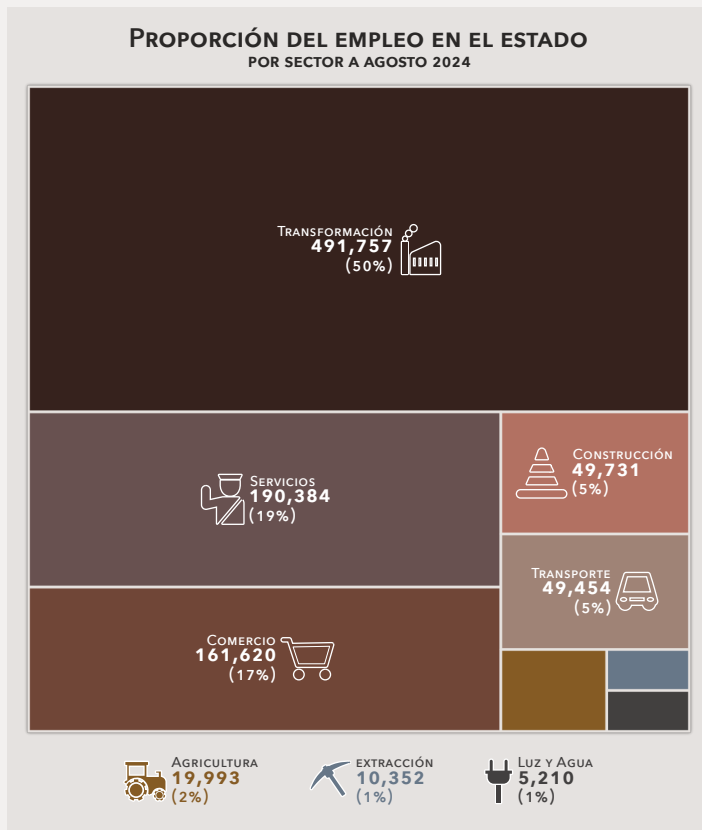 Proporción del empleo en el estado
por sector a agosto 2024
Transformación
491,757
(50%)
Servicios
190,384
(19%)
Construcción
49,731
(5%)
Transporte
49,454
(5%)
Comercio
161,620
(17%)
Agricultura
19,993
(2%)
extracción
10,352
(1%)
Luz y Agua
5,210
(1%)